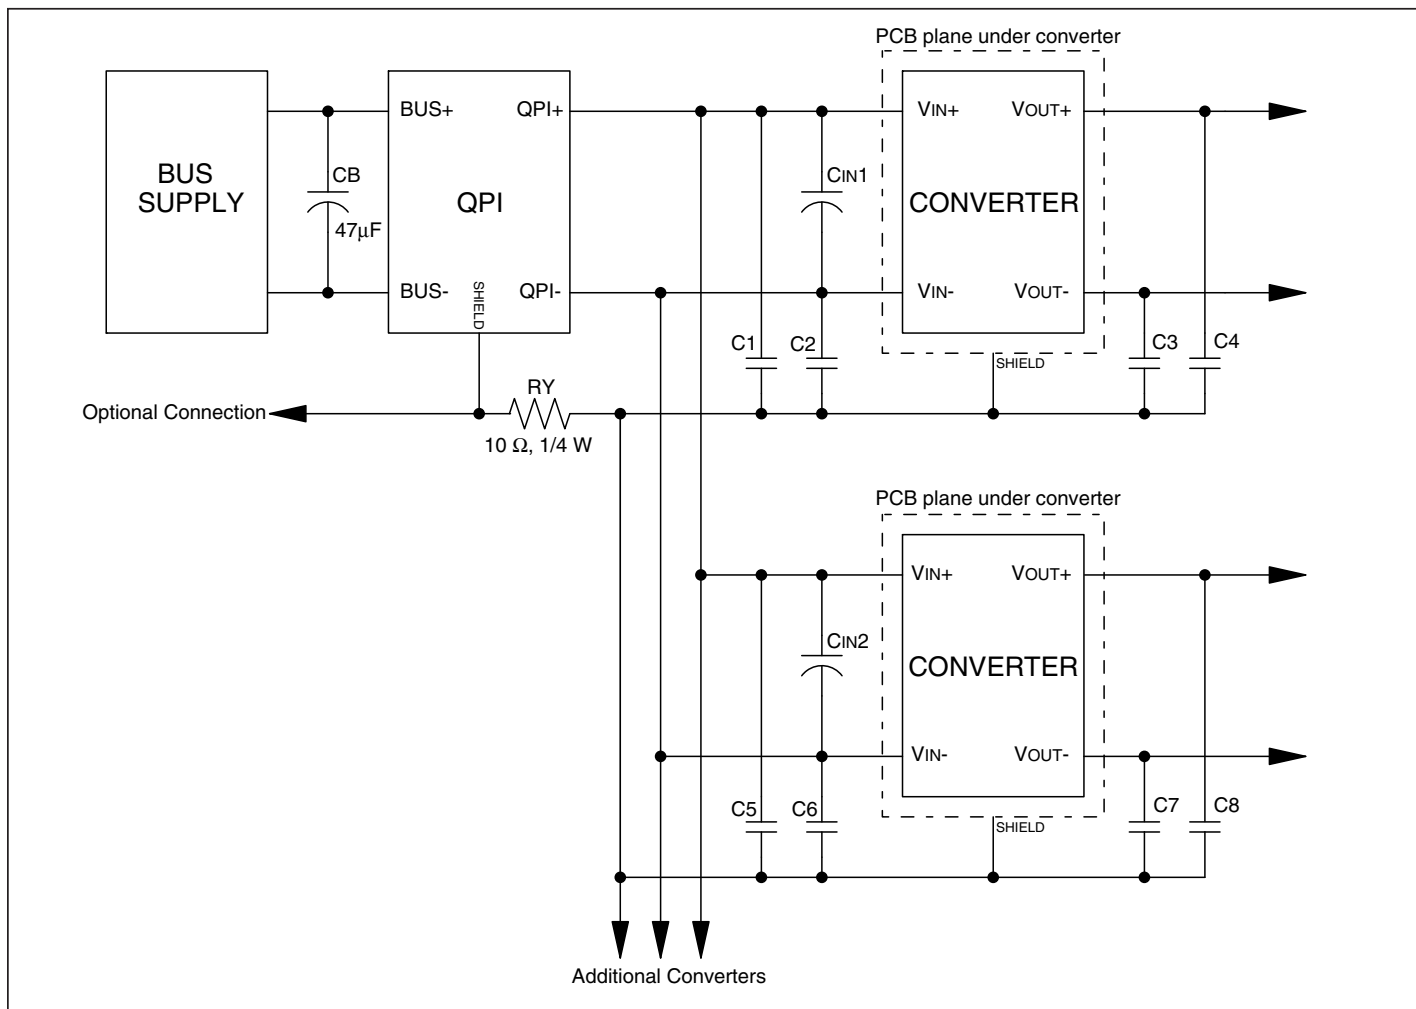 PCB plane under converter
BUS
SUPPLY
CB
47µF
BUS+
QPI+
QPI
BUS-
SHIELD
QPI-
CIN1
VIN+
VOUT+
CONVERTER
VIN-
VOUT-
C1
C2
SHIELD
C3
C4
Optional Connection
RY
10 Ω, 1/4 W
PCB plane under converter
VIN+
VOUT+
CIN2
CONVERTER
VIN-
VOUT-
C5
C6
SHIELD
C7
C8
Additional Converters